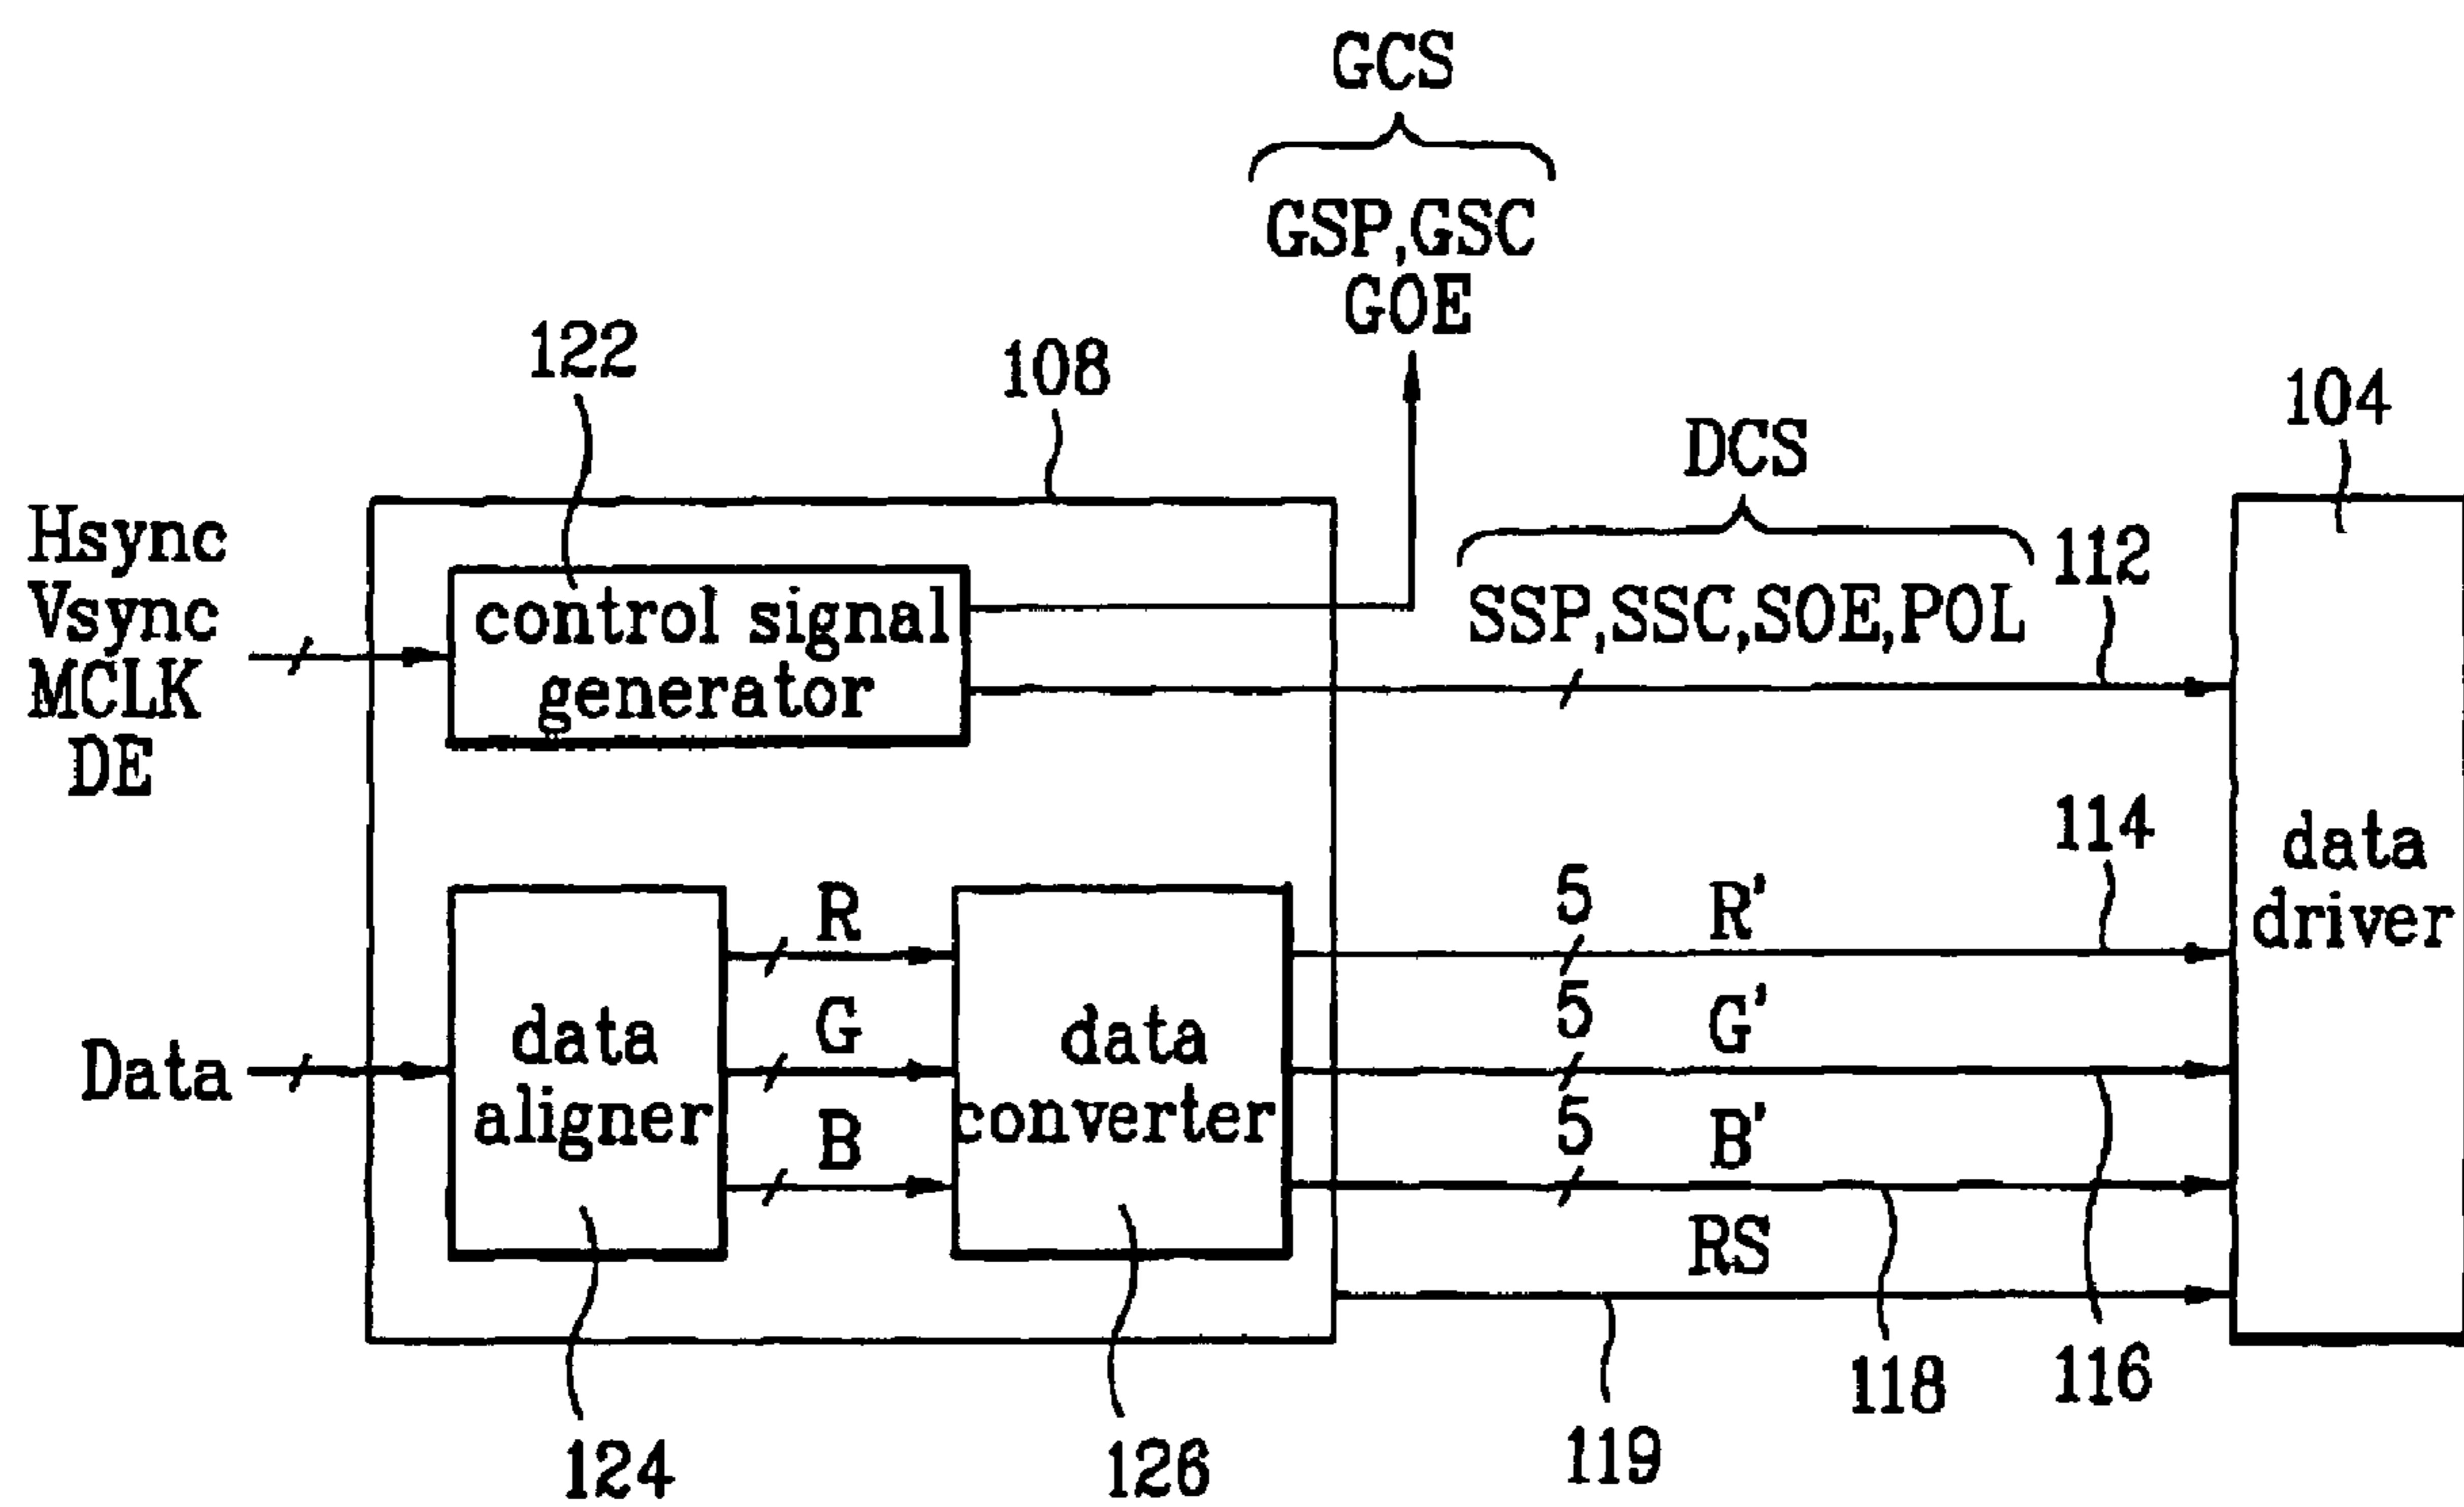 GCS
GSP,GSC
GOE
122
108
104
DCS
Hsync
Vsync
MCLK
DE
112
SSP,SSC,SOE,POL
control signal
generator
114
data
driver
R
5
R'
G
5
G'
Data
data
aligner
data
converter
B
5
B'
RS
118
116
119
124
126